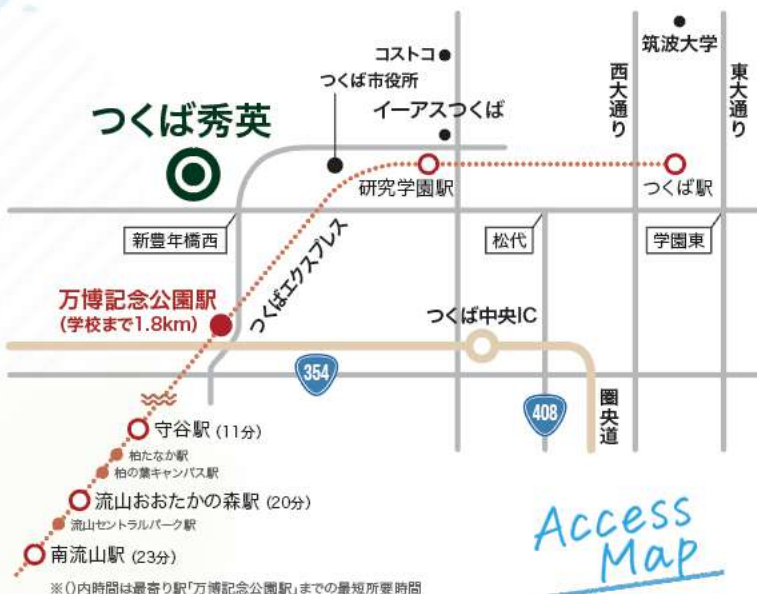 筑波大学
コストコ
つくば市役所
西大通り
東大通り
つくば秀英
イーアスつくば
研究学園駅
つくば駅
新豊年橋西
松代
学園東
つくばエクスプレス
万博記念公園駅
(学校まで1.8km)
つくば中央IC
354
408
圏央道
守谷駅 (11分)
柏たなか駅
柏の葉キャンパス駅
流山おおたかの森駅 (20分)
流山セントラルパーク駅
南流山駅 (23分)
Access
Map
※()内時間は最寄り駅「万博記念公園駅」までの最短所要時間